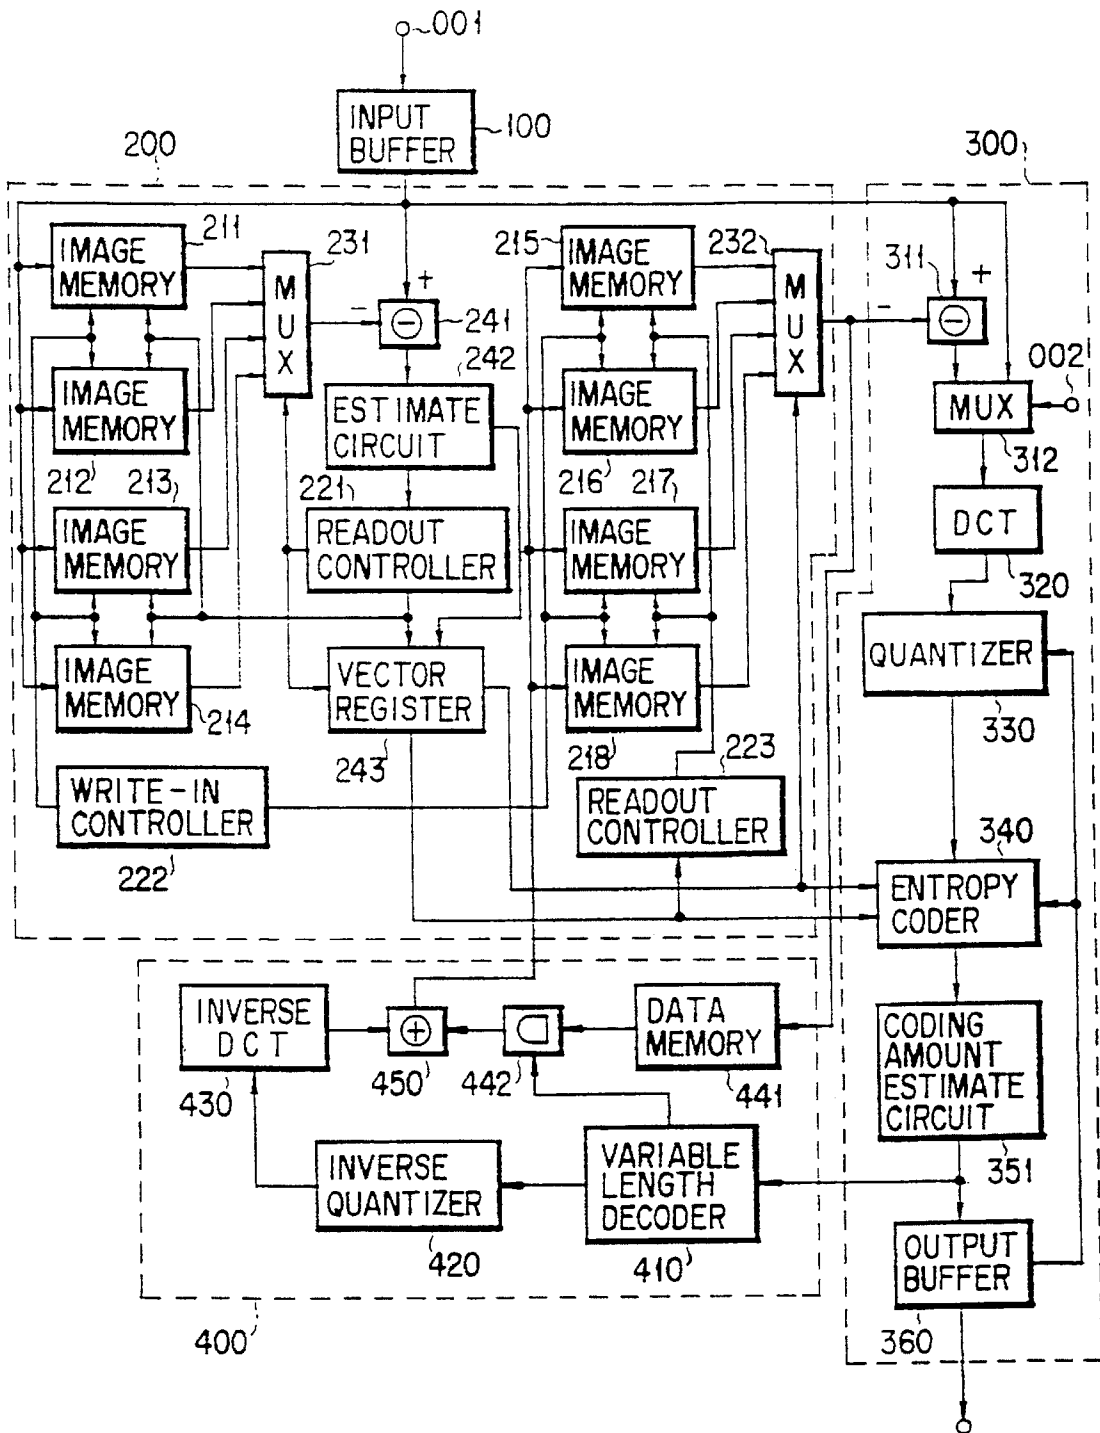 001
INPUT
BUFFER
100
200
300
IMAGE
MEMORY
211
231
M
U
X
+
-
241
242
215
IMAGE
MEMORY
232
M
U
X
-
311
+
002
IMAGE
MEMORY
212
213
ESTIMATE
CIRCUIT
221
IMAGE
MEMORY
216
217
MUX
312
DCT
320
IMAGE
MEMORY
READOUT
CONTROLLER
IMAGE
MEMORY
QUANTIZER
330
IMAGE
MEMORY
214
VECTOR
REGISTER
243
IMAGE
MEMORY
218
223
WRITE-IN
CONTROLLER
222
READOUT
CONTROLLER
340
ENTROPY
CODER
INVERSE
DCT
430
450
442
DATA
MEMORY
441
CODING
AMOUNT
ESTIMATE
CIRCUIT
351
INVERSE
QUANTIZER
420
VARIABLE
LENGTH
DECODER
410
OUTPUT
BUFFER
360
400